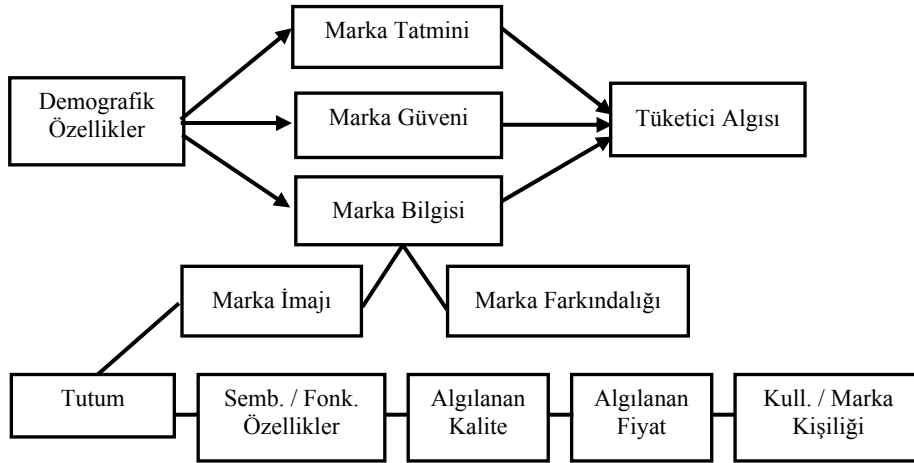 Marka Tatmini
Demografik
Özellikler
Marka Güveni
Tüketici Algısı
Marka Bilgisi
Marka İmajı
Marka Farkındalığı
Tutum
Semb. / Fonk.
Özellikler
Algılanan
Kalite
Algılanan
Fiyat
Kull. / Marka
Kişiliği